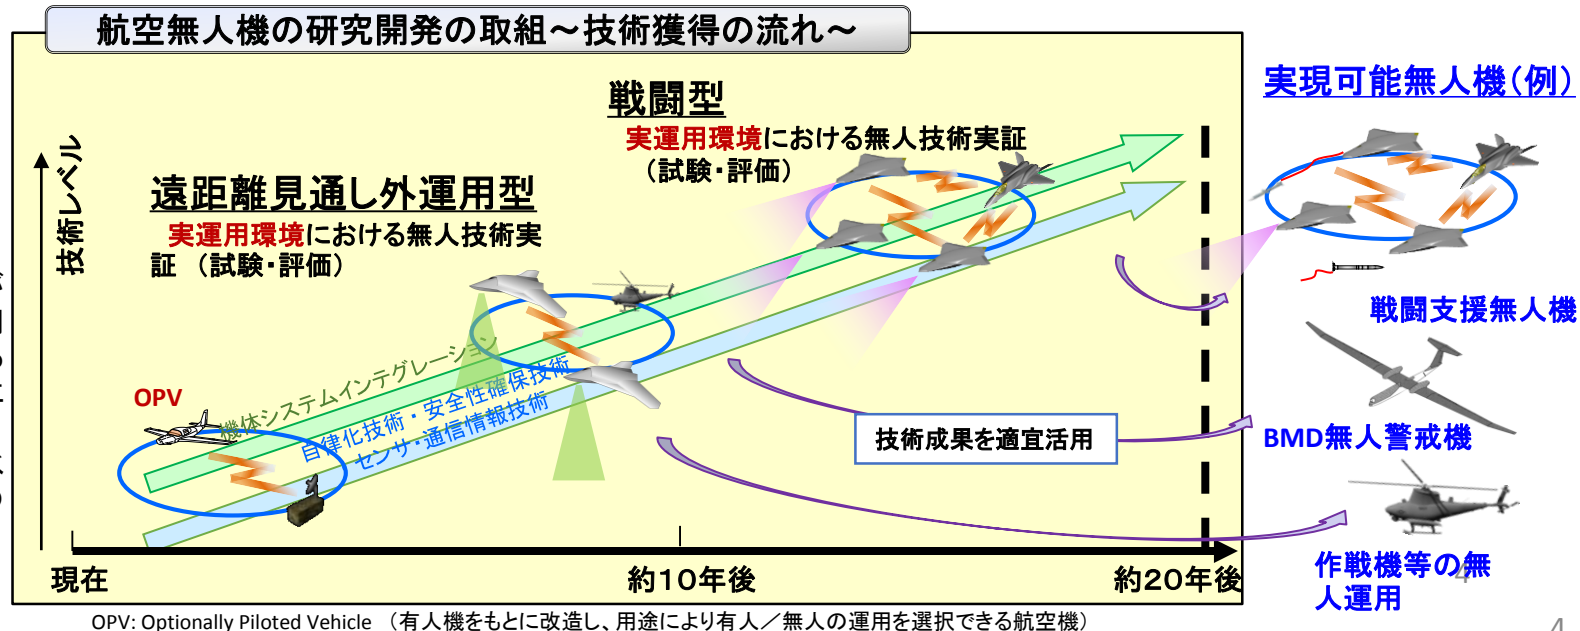 航空無人機の研究開発の取組～技術獲得の流れ～
実現可能無人機(例)
戦闘型
実運用環境における無人技術実証
（試験・評価）
技術レベル
遠距離見通し外運用型
実運用環境における無人技術実
証 （試験・評価）
OPV
機体システムインテグレーション
自律化技術・安全性確保技術
センサ・通信情報技術
戦闘支援無人機
技術成果を適宜活用
BMD無人警戒機
作戦機等の無
人運用
4
現在
約10年後
約20年後
OPV: Optionally Piloted Vehicle （有人機をもとに改造し、用途により有人／無人の運用を選択できる航空機）
4